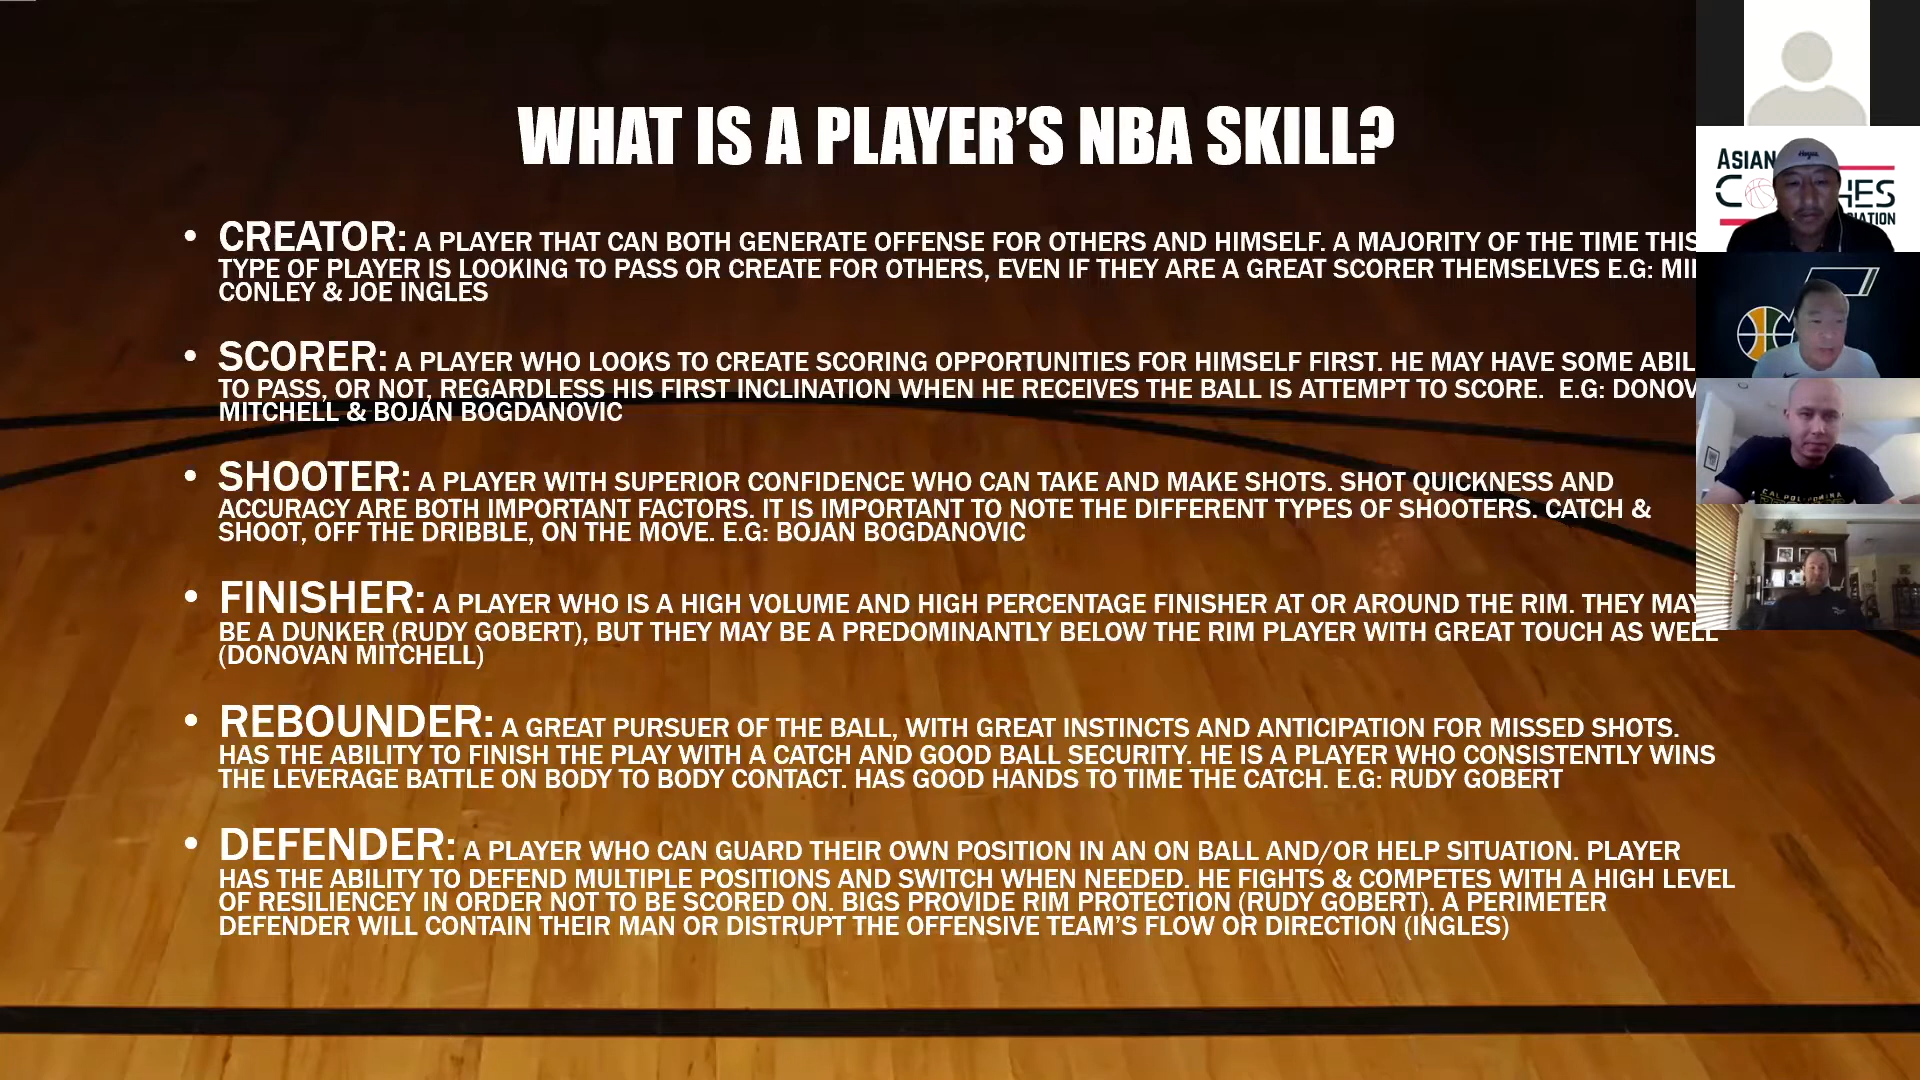 WHAT IS A PLAYER’S NBA SKILL?
• CREATOR: A PLAYER THAT CAN BOTH GENERATE OFFENSE FOR OTHERS AND HIMSELF. A MAJORITY OF THE TIME THIS
TYPE OF PLAYER IS LOOKING TO PASS OR CREATE FOR OTHERS, EVEN IF THEY ARE A GREAT SCORER THEMSELVES E.G:
CONLEY & JOE INGLES
• SCORER: A PLAYER WHO LOOKS TO CREATE SCORING OPPORTUNITIES FOR HIMSELF FIRST. HE MAY HAVE SOME
TO PASS, OR NOT, REGARDLESS HIS FIRST INCLINATION WHEN HE RECEIVES THE BALL IS ATTEMPT TO SCORE. E.G:
MITCHELL & BOJAN BOGDANOVIC
• SHOOTER: A PLAYER WITH SUPERIOR CONFIDENCE WHO CAN TAKE AND MAKE SHOTS. SHOT QUICKNESS AND
ACCURACY ARE BOTH IMPORTANT FACTORS. IT IS IMPORTANT TO NOTE THE DIFFERENT TYPES OF SHOOTERS. CATCH &
SHOOT, OFF THE DRIBBLE, ON THE MOVE. E.G: BOJAN BOGDANOVIC
• FINISHER: A PLAYER WHO IS A HIGH VOLUME AND HIGH PERCENTAGE FINISHER AT OR AROUND THE RIM. THEY MAY
BE A DUNKER (RUDY GOBERT), BUT THEY MAY BE A PREDOMINANTLY BELOW THE RIM PLAYER WITH GREAT TOUCH AS WELL
(DONOVAN MITCHELL)
• REBOUNDER: A GREAT PURSUER OF THE BALL, WITH GREAT INSTINCTS AND ANTICIPATION FOR MISSED SHOTS.
HAS THE ABILITY TO FINISH THE PLAY WITH A CATCH AND GOOD BALL SECURITY. HE IS A PLAYER WHO CONSISTENTLY WINS
THE LEVERAGE BATTLE ON BODY TO BODY CONTACT. HAS GOOD HANDS TO TIME THE CATCH. E.G: RUDY GOBERT
• DEFENDER: A PLAYER WHO CAN GUARD THEIR OWN POSITION IN AN ON BALL AND/OR HELP SITUATION. PLAYER
HAS THE ABILITY TO DEFEND MULTIPLE POSITIONS AND SWITCH WHEN NEEDED. HE FIGHTS & COMPETES WITH A HIGH LEVEL
OF RESILIENCEY IN ORDER NOT TO BE SCORED ON. BIGS PROVIDE RIM PROTECTION (RUDY GOBERT). A PERIMETER
DEFENDER WILL CONTAIN THEIR MAN OR DISTRUPT THE OFFENSIVE TEAM’S FLOW OR DIRECTION (INGLES)
ASIAN
Hoyas
CAL POLY POMONA